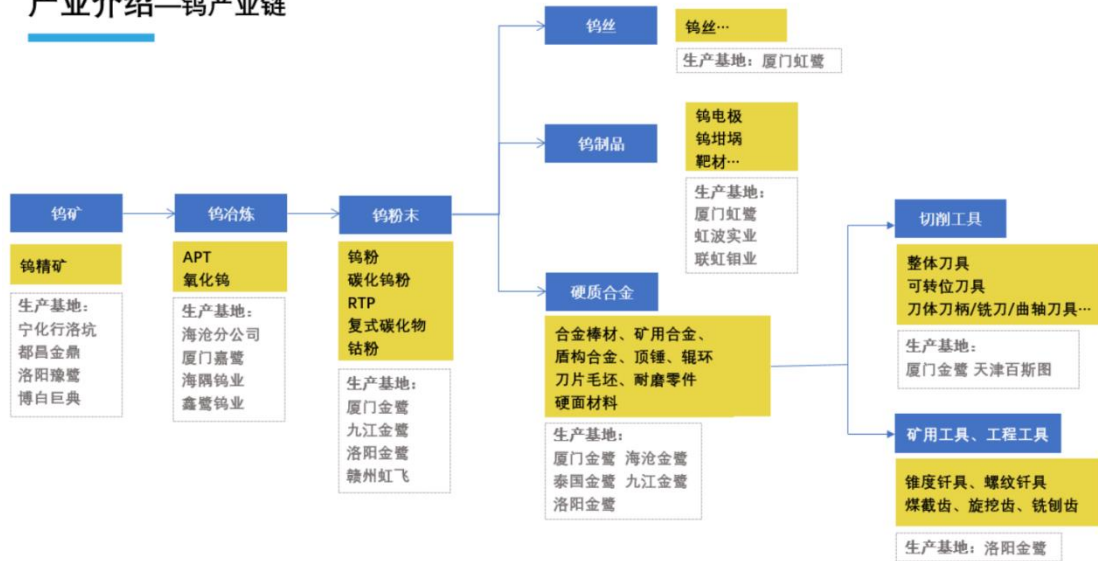 产业介绍—钨产业链
钨矿
钨精矿
生产基地：
宁化行洛坑
都昌金鼎
洛阳豫鹭
博白巨典
钨冶炼
APT
氧化钨
生产基地：
海沧分公司
厦门嘉鹭
海隅钨业
鑫鹭钨业
钨粉末
钨粉
碳化钨粉
RTP
复式碳化物
钴粉
生产基地：
厦门金鹭
九江金鹭
洛阳金鹭
赣州虹飞
钨丝
钨丝…
生产基地：厦门虹鹭
钨制品
钨电极
钨坩埚
靶材…
生产基地：
厦门虹鹭
虹波实业
联虹钼业
硬质合金
合金棒材、矿用合金、
盾构合金、顶锤、辊环
刀片毛坯、耐磨零件
硬面材料
生产基地：
厦门金鹭 海沧金鹭
泰国金鹭 九江金鹭
洛阳金鹭
切削工具
整体刀具
可转位刀具
刀体刀柄/铣刀/曲轴刀具…
生产基地：
厦门金鹭 天津百斯图
矿用工具、工程工具
锥度钎具、螺纹钎具
煤截齿、旋挖齿、铣刨齿
生产基地：洛阳金鹭